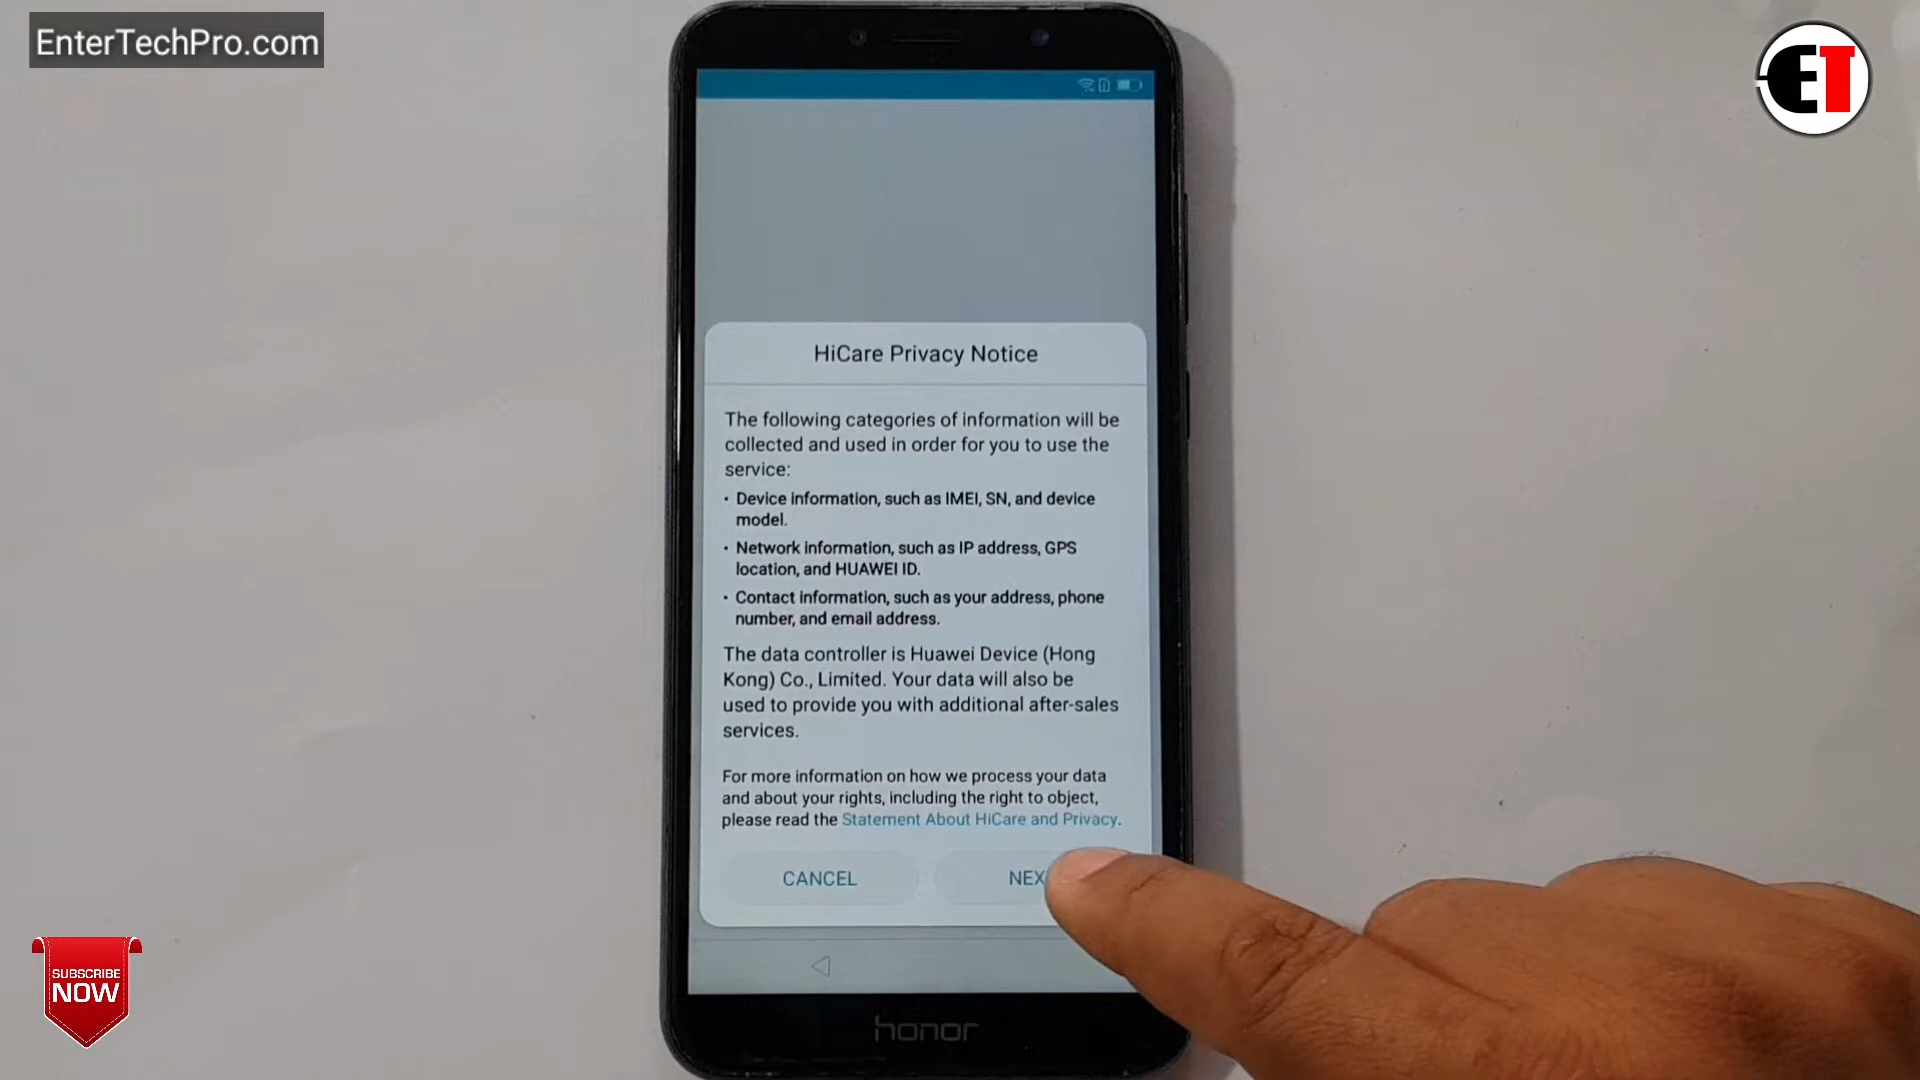 EnterTechPro.com
ET
HiCare Privacy Notice
The following categories of information will be
collected and used in order for you to use the
service:
• Device information, such as IMEI, SN, and device
model.
• Network information, such as IP address, GPS
location, and HUAWEI ID.
• Contact information, such as your address, phone
number, and email address.
The data controller is Huawei Device (Hong
Kong) Co., Limited. Your data will also be
used to provide you with additional after-sales
services.
For more information on how we process your data
and about your rights, including the right to object,
please read the Statement About HiCare and Privacy.
CANCEL
NEX
SUBSCRIBE
NOW
honor